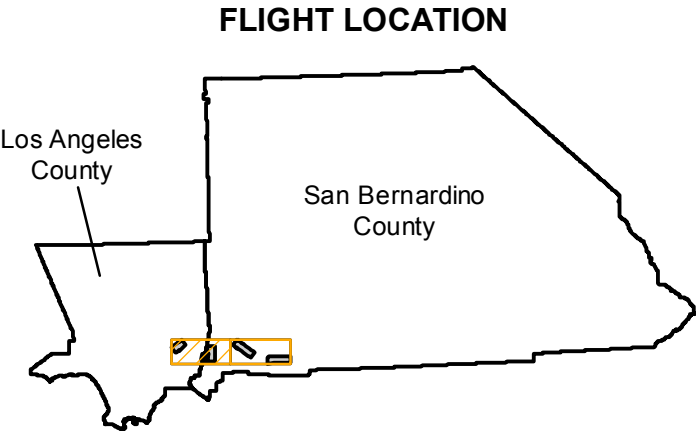 FLIGHT LOCATION
Los Angeles
County
San Bernardino
County